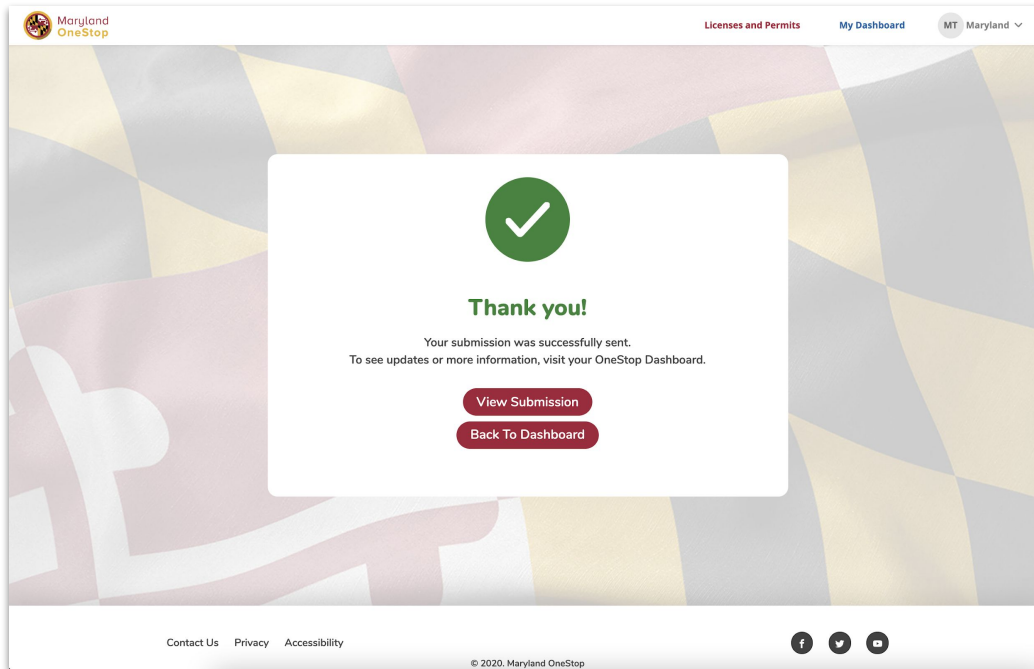 Maryland
OneStop
Licenses and Permits
My Dashboard
MT
Maryland
Thank you!
Your submission was successfully sent.
To see updates or more information, visit your OneStop Dashboard.
View Submission
Back To Dashboard
Contact Us
Privacy
Accessibility
© 2020. Maryland OneStop